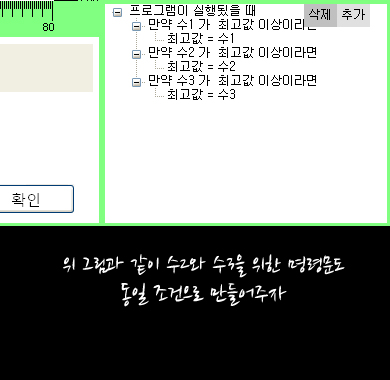 80
프로그램이 실행됬을 때
삭제 추가
만약 수1 가  최고값 이상이라면
최고값 = 수1
만약 수2 가  최고값 이상이라면
최고값 = 수2
만약 수3 가  최고값 이상이라면
최고값 = 수3
확인
위 그림과 같이 수2와 수3을 위한 명령문도
동일 조건으로 만들어주자